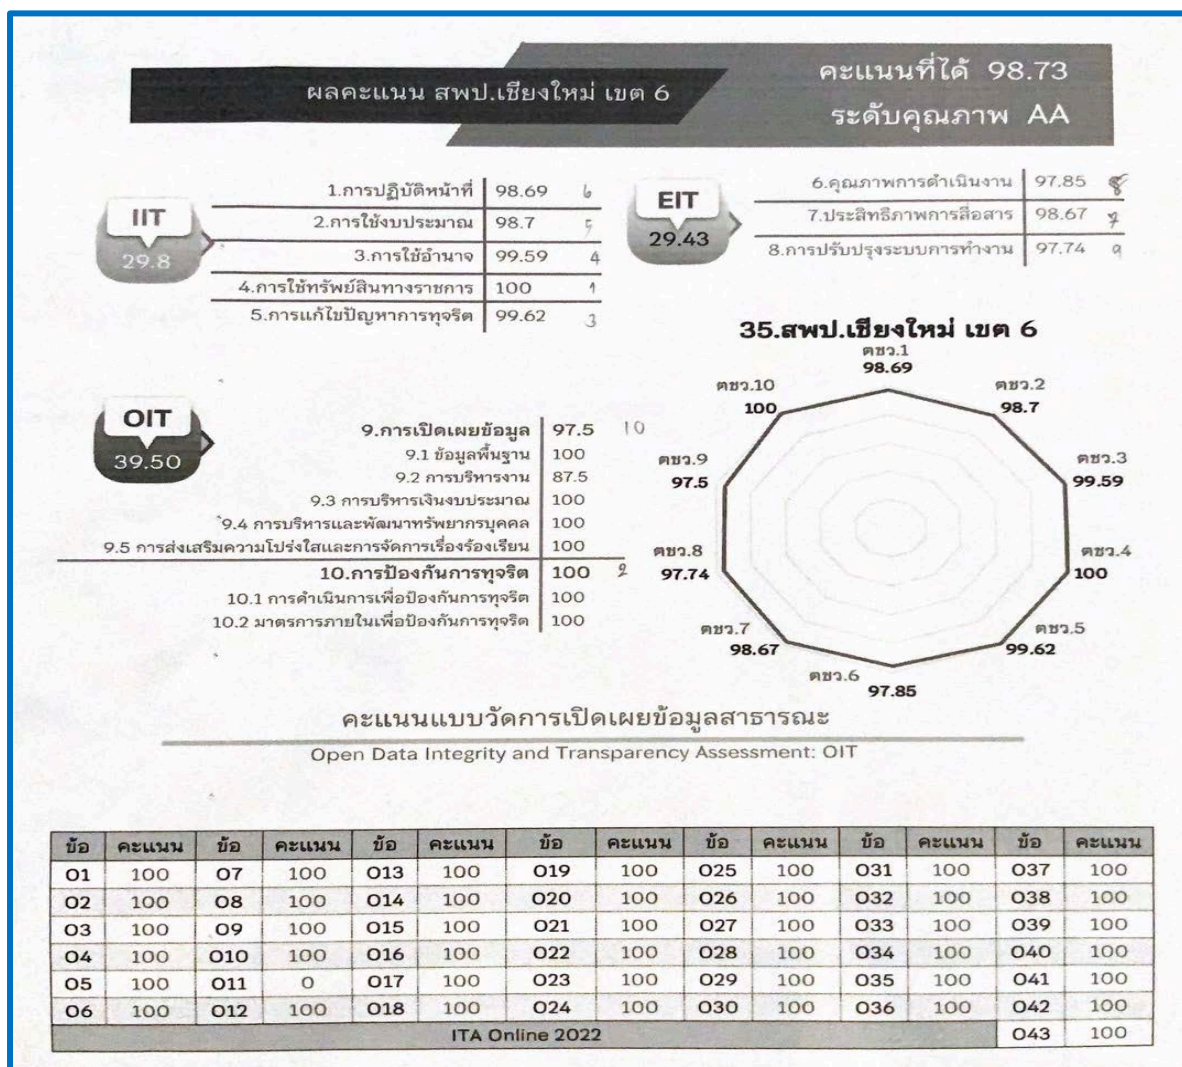 ผลคะแนน สพป.เชียงใหม่ เขต 6
คะแนนที่ได้ 98.73
ระดับคุณภาพ AA
IIT
29.8
1.การปฏิบัติหน้าที่ 98.69 6
2.การใช้งบประมาณ 98.7 5
3.การใช้อำนาจ 99.59 4
4.การใช้ทรัพย์สินทางราชการ 100 1
5.การแก้ไขปัญหาการทุจริต 99.62 3
EIT
29.43
6.คุณภาพการดำเนินงาน 97.85 8
7.ประสิทธิภาพการสื่อสาร 98.67 7
8.การปรับปรุงระบบการทำงาน 97.74 9
OIT
39.50
9.การเปิดเผยข้อมูล 97.5 10
9.1 ข้อมูลพื้นฐาน 100
9.2 การบริหารงาน 87.5
9.3 การบริหารเงินงบประมาณ 100
9.4 การบริหารและพัฒนาทรัพยากรบุคคล 100
9.5 การส่งเสริมความโปร่งใสและการจัดการเรื่องร้องเรียน 100
10.การป้องกันการทุจริต 100 2
10.1 การดำเนินการเพื่อป้องกันการทุจริต 100
10.2 มาตรการภายในเพื่อป้องกันการทุจริต 100
35.สพป.เชียงใหม่ เขต 6
ตชว.1
98.69
ตชว.2
98.7
ตชว.3
99.59
ตชว.4
100
ตชว.5
99.62
ตชว.6
97.85
ตชว.7
98.67
ตชว.8
97.74
ตชว.9
97.5
ตชว.10
100
คะแนนแบบวัดการเปิดเผยข้อมูลสาธารณะ
Open Data Integrity and Transparency Assessment: OIT
ข้อ คะแนน ข้อ คะแนน ข้อ คะแนน ข้อ คะแนน ข้อ คะแนน ข้อ คะแนน ข้อ คะแนน
O1 100 O7 100 O13 100 O19 100 O25 100 O31 100 O37 100
O2 100 O8 100 O14 100 O20 100 O26 100 O32 100 O38 100
O3 100 O9 100 O15 100 O21 100 O27 100 O33 100 O39 100
O4 100 O10 100 O16 100 O22 100 O28 100 O34 100 O40 100
O5 100 O11 0 O17 100 O23 100 O29 100 O35 100 O41 100
O6 100 O12 100 O18 100 O24 100 O30 100 O36 100 O42 100
ITA Online 2022 O43 100